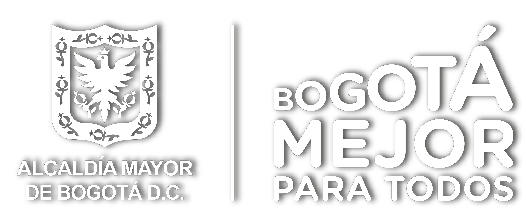 ALCALDÍA MAYOR
DE BOGOTÁ D.C.
BOGOTÁ
MEJOR
PARA TODOS